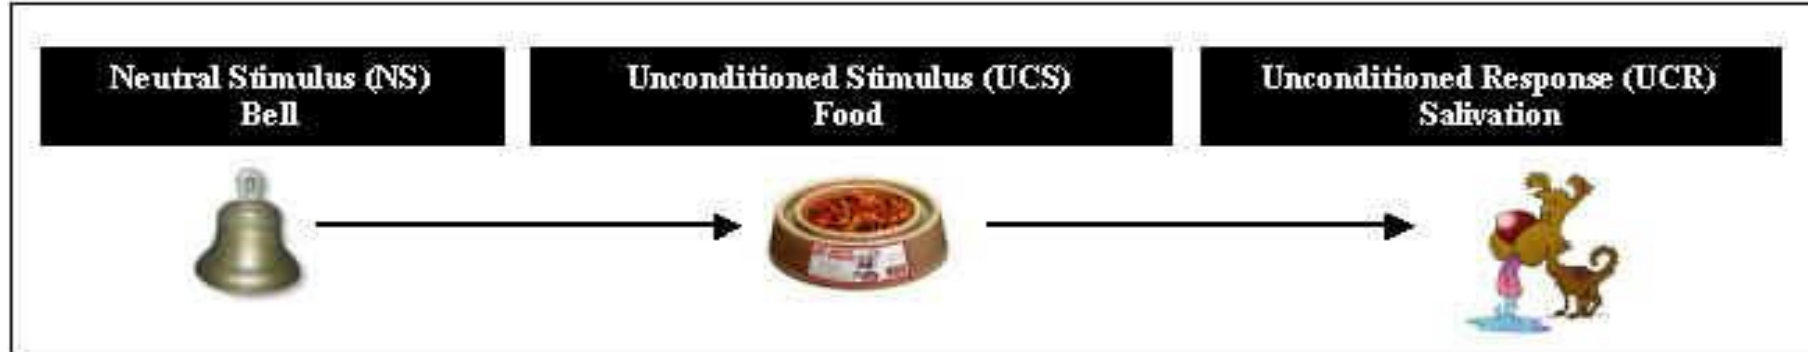 Neutral Stimulus (NS)
Bell
Unconditioned Stimulus (UCS)
Food
Unconditioned Response (UCR)
Salivation